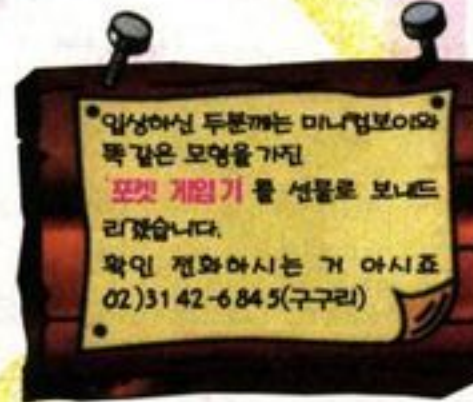 입상하신 두분께는 미니컴보이와
똑같은 모형을 가진
'포켓 게임기'를 선물로 보내드
리겠습니다.
확인 전화하시는 거 아시죠
02)3142-6845(구구리)